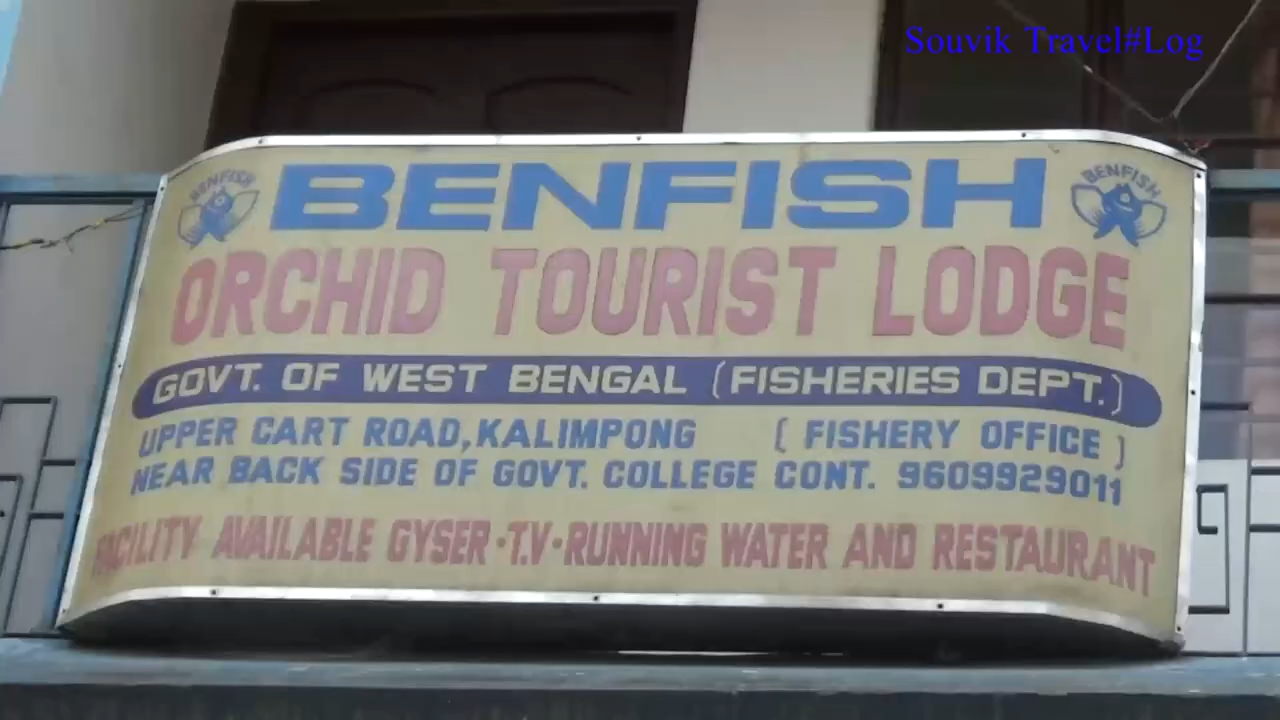 Souvik Travel#Log
BENFISH
BENFISH
BENFISH
ORCHID TOURIST LODGE
GOVT. OF WEST BENGAL (FISHERIES DEPT.)
UPPER CART ROAD, KALIMPONG (FISHERY OFFICE)
NEAR BACK SIDE OF GOVT. COLLEGE CONT. 9609929011
FACILITY AVAILABLE GYSER·T.V·RUNNING WATER AND RESTAURANT